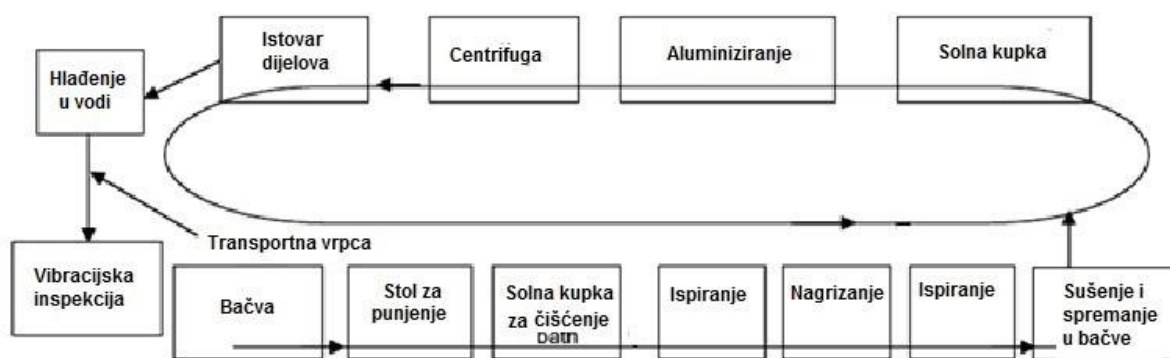 Istovar
dijelova
Centrifuga
Aluminiziranje
Solna kupka
Hlađenje
u vodi
Transportna vrpca
Vibracijska
inspekcija
Bačva
Stol za
punjenje
Solna kupka
za čišćenje
Ispiranje
Nagrizanje
Ispiranje
Sušenje i
spremanje
u bačve